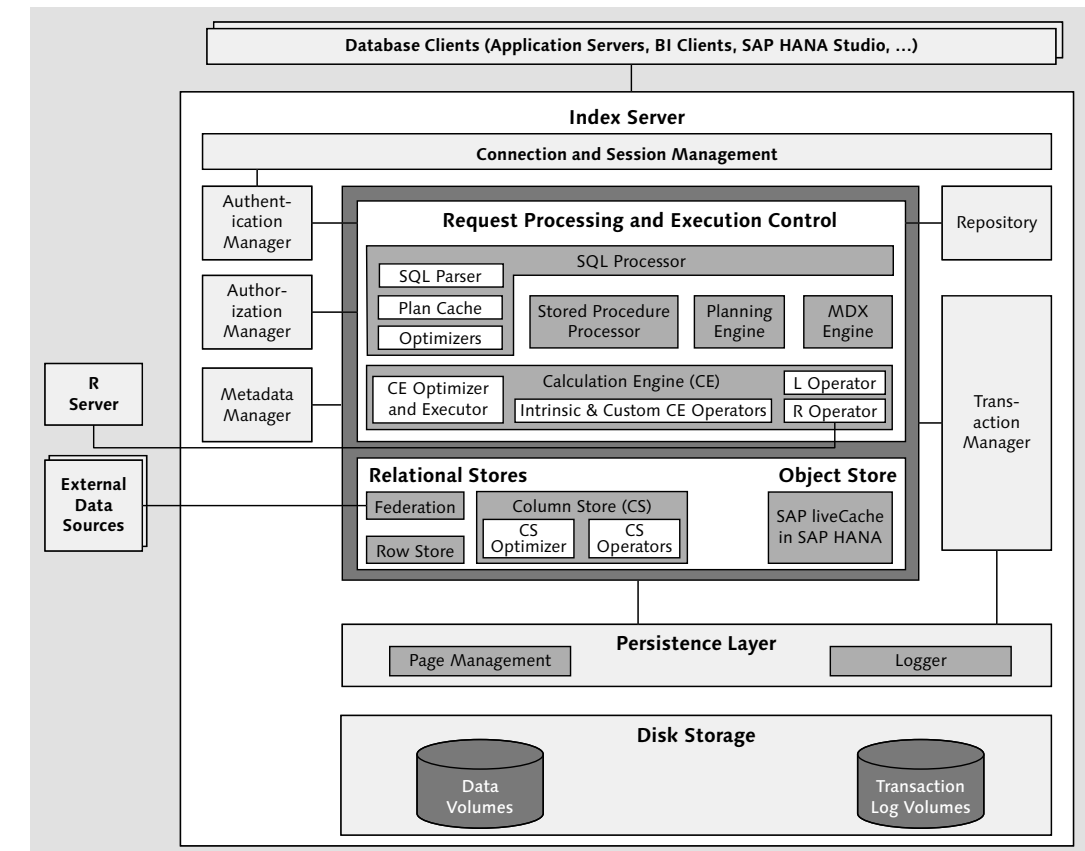 Database Clients (Application Servers, BI Clients, SAP HANA Studio, ...)
Index Server
Connection and Session Management
Authent-
ication
Manager
Request Processing and Execution Control
Repository
SQL Processor
SQL Parser
Plan Cache
Optimizers
Stored Procedure
Processor
Planning
Engine
MDX
Engine
Author-
ization
Manager
R
Server
Metadata
Manager
CE Optimizer
and Executor
Calculation Engine (CE)
Intrinsic & Custom CE Operators
L Operator
R Operator
Trans-
action
Manager
External
Data
Sources
Relational Stores
Federation
Row Store
Column Store (CS)
CS
Optimizer
CS
Operators
Object Store
SAP liveCache
in SAP HANA
Persistence Layer
Page Management
Logger
Disk Storage
Data
Volumes
Transaction
Log Volumes